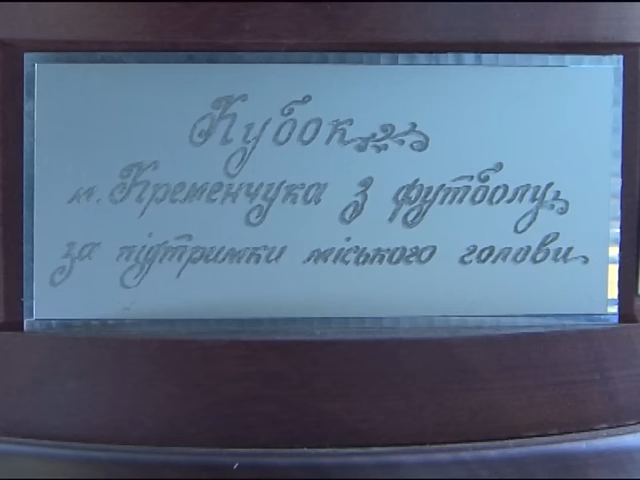 Кубок
м. Кременчука з футболу
за підтримки міського голови